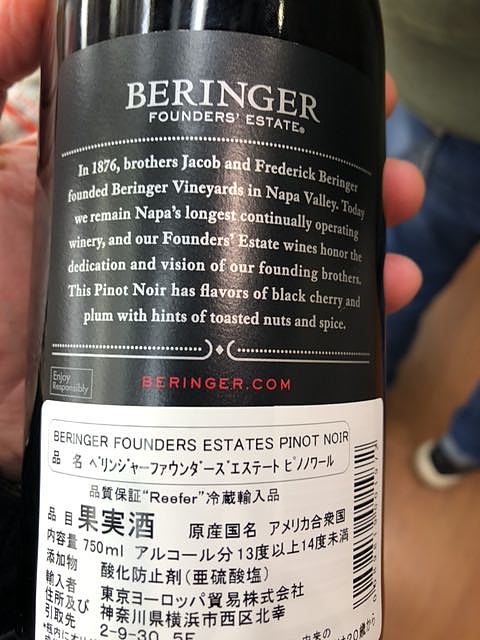 BERINGER
FOUNDERS' ESTATE®
In 1876, brothers Jacob and Frederick Beringer
founded Beringer Vineyards in Napa Valley. Today
we remain Napa's longest continually operating
winery, and our Founders' Estate wines honor the
dedication and vision of our founding brothers.
This Pinot Noir has flavors of black cherry and
plum with hints of toasted nuts and spice.
Enjoy
Responsibly
BERINGER.COM
BERINGER FOUNDERS ESTATES PINOT NOIR
品 名 ベリンジャーファウンダーズエステート ピノノワール
品質保証"Reefer"冷蔵輸入品
品目 果実酒 原産国名 アメリカ合衆国
内容量 750ml アルコール分 13度以上14度未満
添加物 酸化防止剤(亜硫酸塩)
輸入者 東京ヨーロッパ貿易株式会社
住所及び 神奈川県横浜市西区北幸
引取先 2-9-30 5F